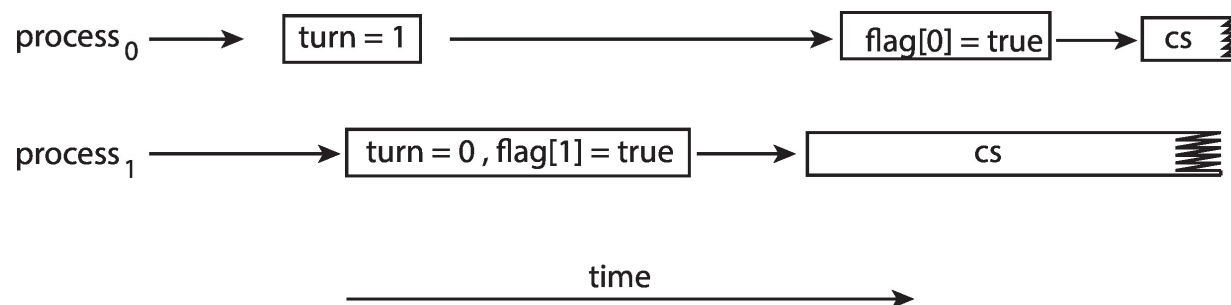 process₀ turn = 1 flag[0] = true cs
process₁ turn = 0 , flag[1] = true cs
time